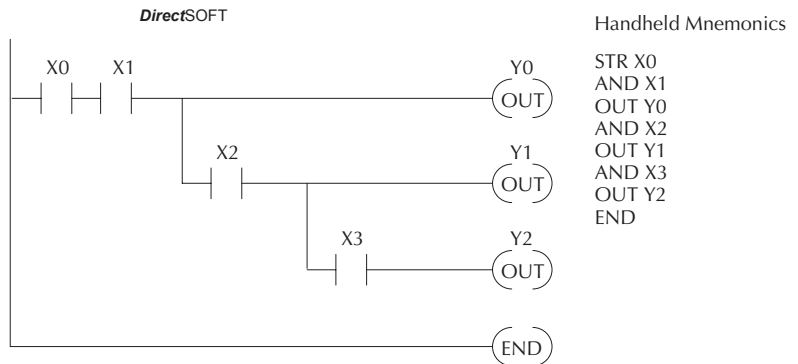 DirectSOFT
Handheld Mnemonics
X0 X1 Y0
OUT
X2 Y1
OUT
X3 Y2
OUT
END
STR X0
AND X1
OUT Y0
AND X2
OUT Y1
AND X3
OUT Y2
END